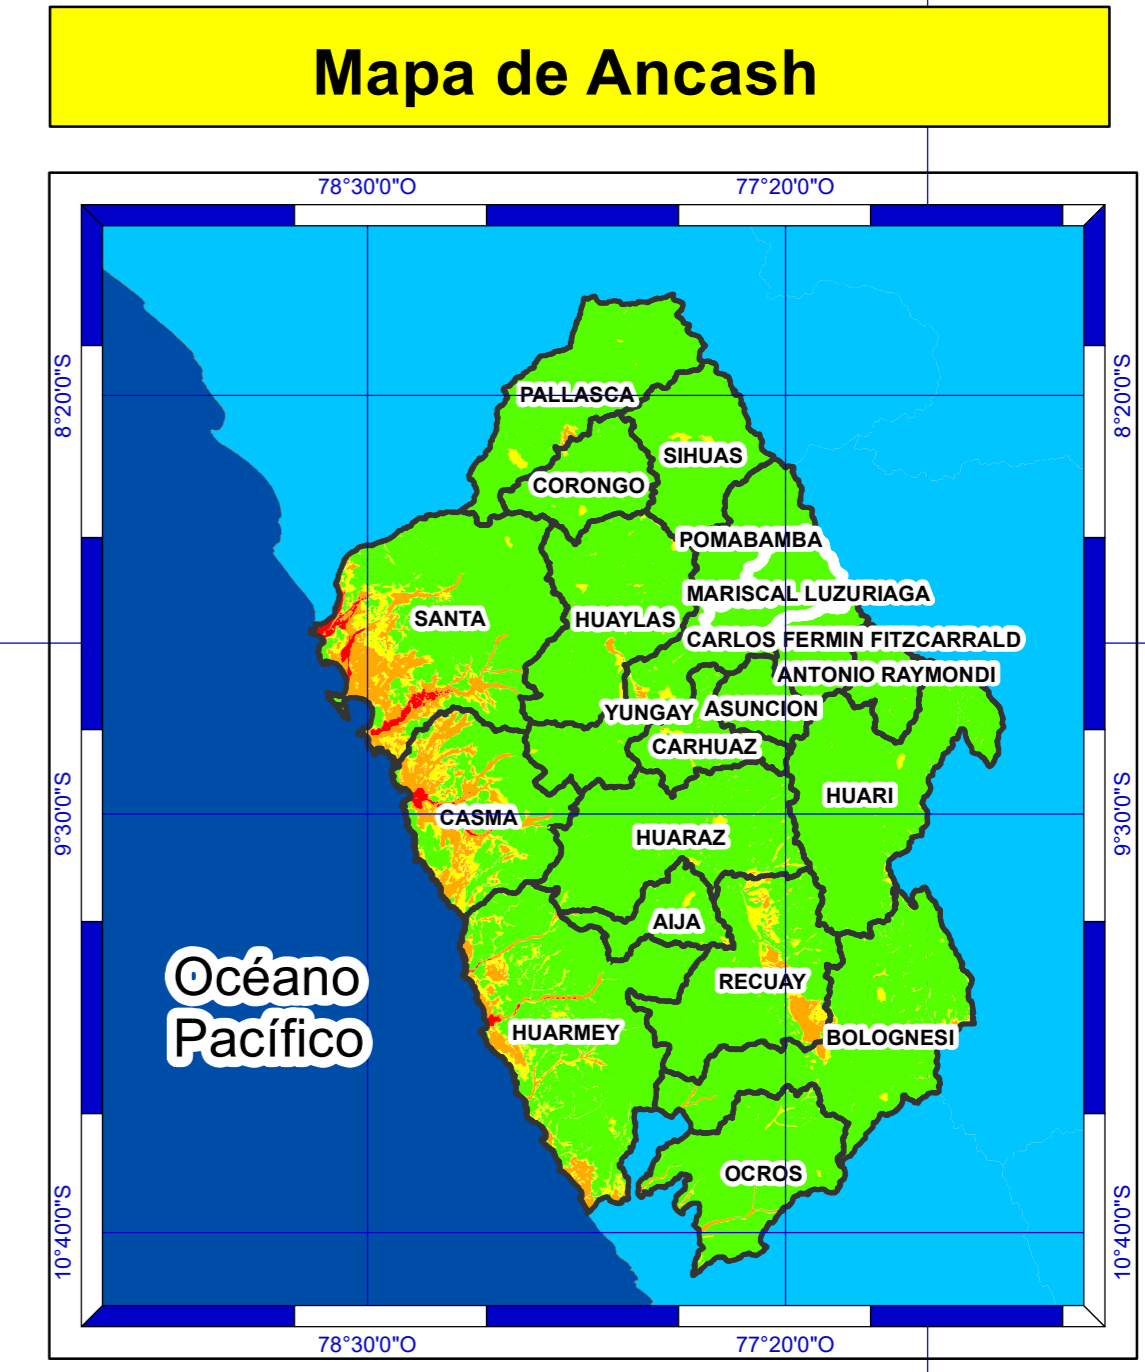 Mapa de Ancash
78°30'0"O
77°20'0"O
8°20'0"S
8°20'0"S
PALLASCA
SIHUAS
CORONGO
POMABAMBA
MARISCAL LUZURIAGA
SANTA
HUAYLAS
CARLOS FERMIN FITZCARRALD
ANTONIO RAYMONDI
YUNGAY
ASUNCION
CARHUAZ
HUARI
9°30'0"S
9°30'0"S
CASMA
HUARAZ
AIJA
Océano
Pacífico
RECUAY
HUARMEY
BOLOGNESI
OCROS
10°40'0"S
10°40'0"S
78°30'0"O
77°20'0"O